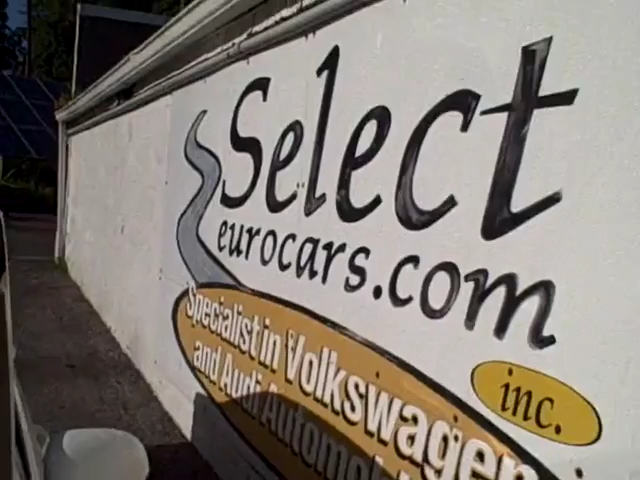 Select
eurocars.com
inc.
Specialist in Volkswagen
and Audi